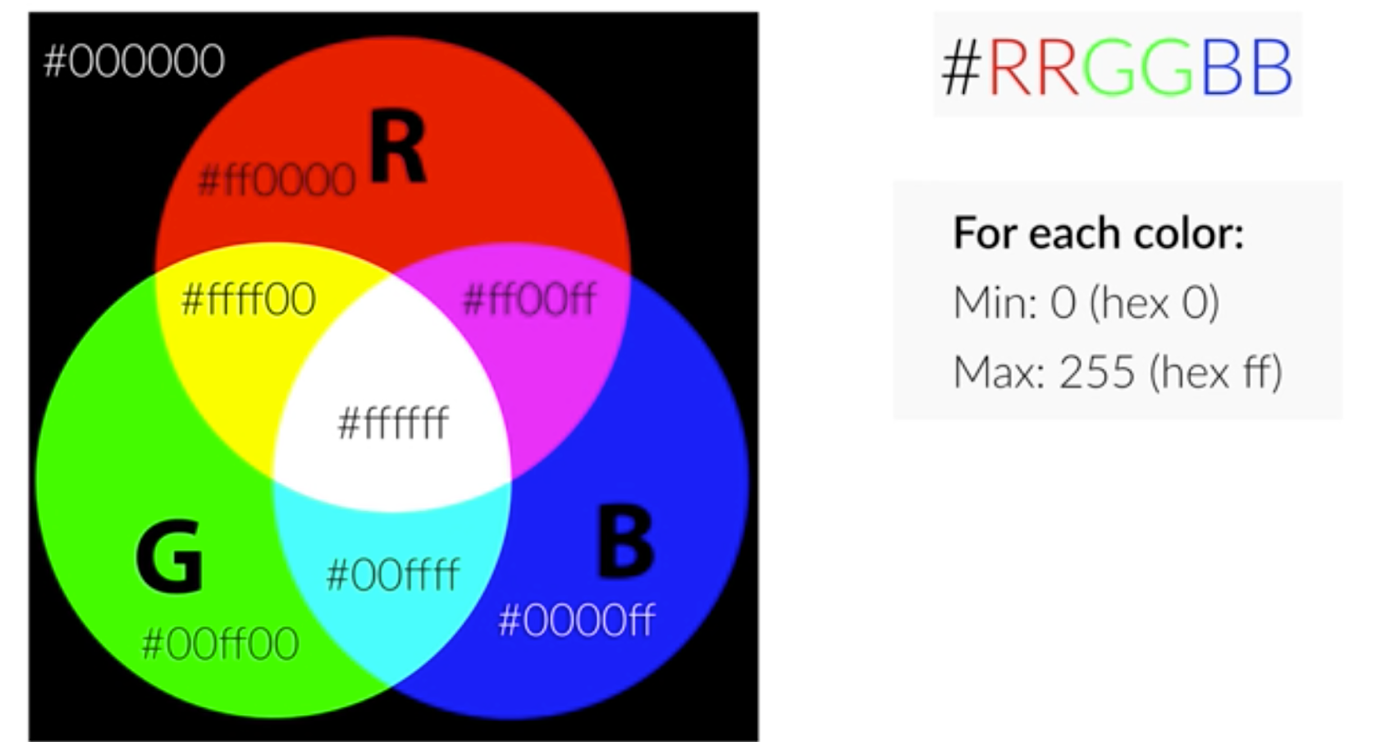 #000000
R
#ff0000
#ffff00
#ff00ff
#ffffff
G
B
#00ffff
#0000ff
#00ff00
#RRGGBB
For each color:
Min: 0 (hex 0)
Max: 255 (hex ff)